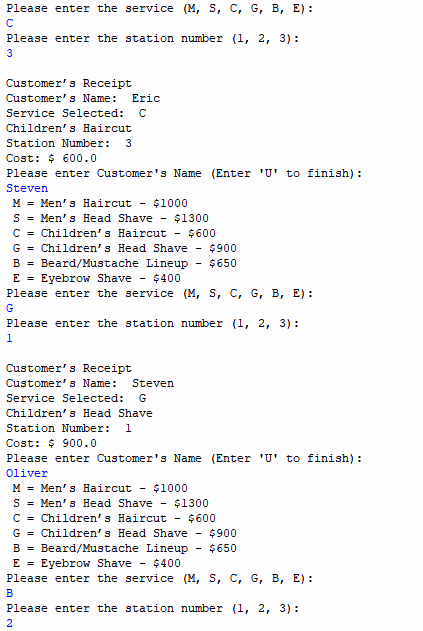 Please enter the service (M, S, C, G, B, E):
C
Please enter the station number (1, 2, 3):
3
Customer’s Receipt
Customer’s Name:  Eric
Service Selected:  C
Children’s Haircut
Station Number:  3
Cost: $ 600.0
Please enter Customer's Name (Enter 'U' to finish):
Steven
 M = Men’s Haircut - $1000
 S = Men’s Head Shave - $1300
 C = Children’s Haircut - $600
 G = Children’s Head Shave - $900
 B = Beard/Mustache Lineup - $650
 E = Eyebrow Shave - $400
Please enter the service (M, S, C, G, B, E):
G
Please enter the station number (1, 2, 3):
1
Customer’s Receipt
Customer’s Name:  Steven
Service Selected:  G
Children’s Head Shave
Station Number:  1
Cost: $ 900.0
Please enter Customer's Name (Enter 'U' to finish):
Oliver
 M = Men’s Haircut - $1000
 S = Men’s Head Shave - $1300
 C = Children’s Haircut - $600
 G = Children’s Head Shave - $900
 B = Beard/Mustache Lineup - $650
 E = Eyebrow Shave - $400
Please enter the service (M, S, C, G, B, E):
B
Please enter the station number (1, 2, 3):
2